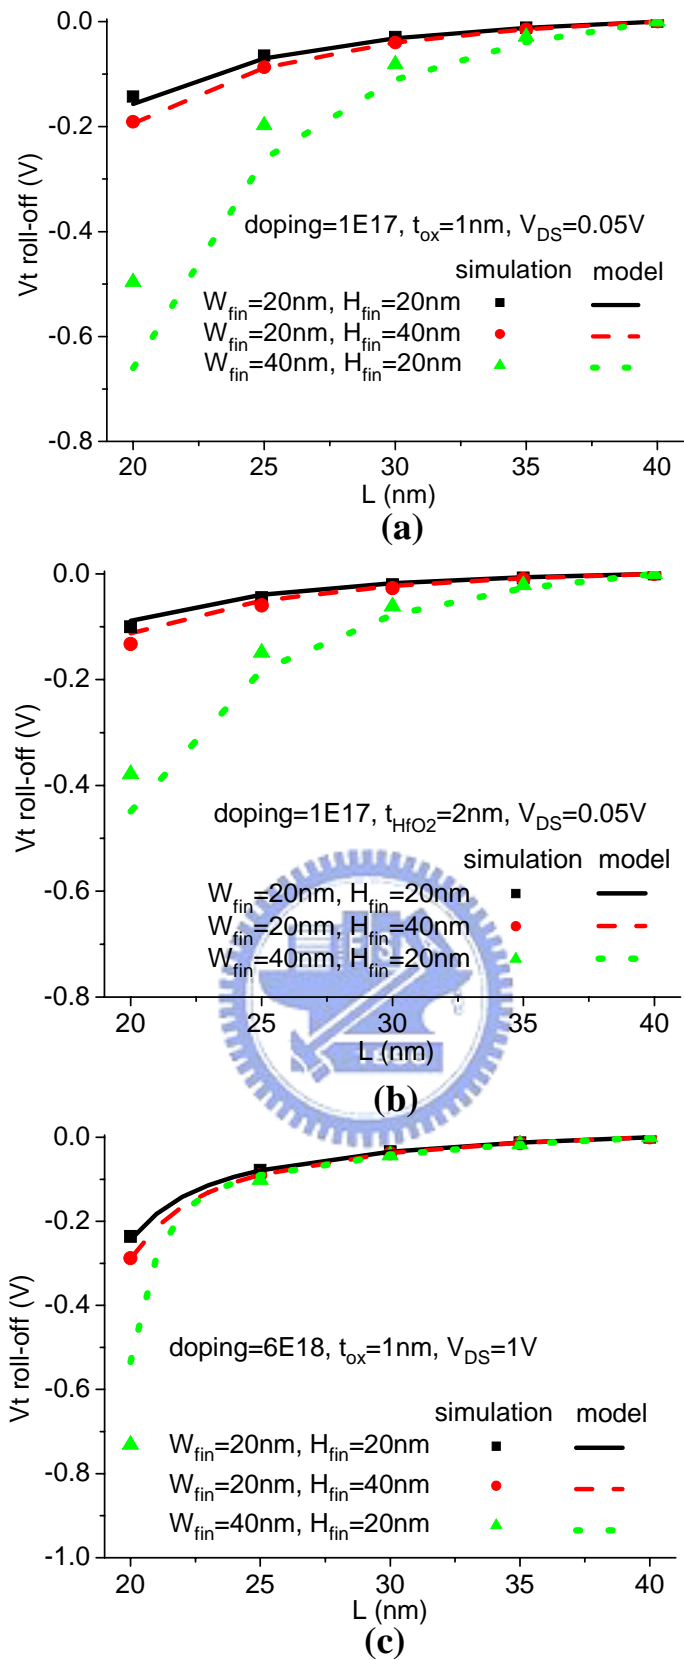 0.0
-0.2
-0.4
-0.6
-0.8
Vt roll-off (V)
doping=1E17, tox=1nm, VDS=0.05V
simulation model
Wfin=20nm, Hfin=20nm
Wfin=20nm, Hfin=40nm
Wfin=40nm, Hfin=20nm
20 25 30 35 40
L (nm)
(a)
0.0
-0.2
-0.4
-0.6
-0.8
Vt roll-off (V)
doping=1E17, tHfO2=2nm, VDS=0.05V
simulation model
Wfin=20nm, Hfin=20nm
Wfin=20nm, Hfin=40nm
Wfin=40nm, Hfin=20nm
20 25 30 35 40
L (nm)
(b)
0.0
-0.2
-0.4
-0.6
-0.8
-1.0
Vt roll-off (V)
doping=6E18, tox=1nm, VDS=1V
simulation model
Wfin=20nm, Hfin=20nm
Wfin=20nm, Hfin=40nm
Wfin=40nm, Hfin=20nm
20 25 30 35 40
L (nm)
(c)